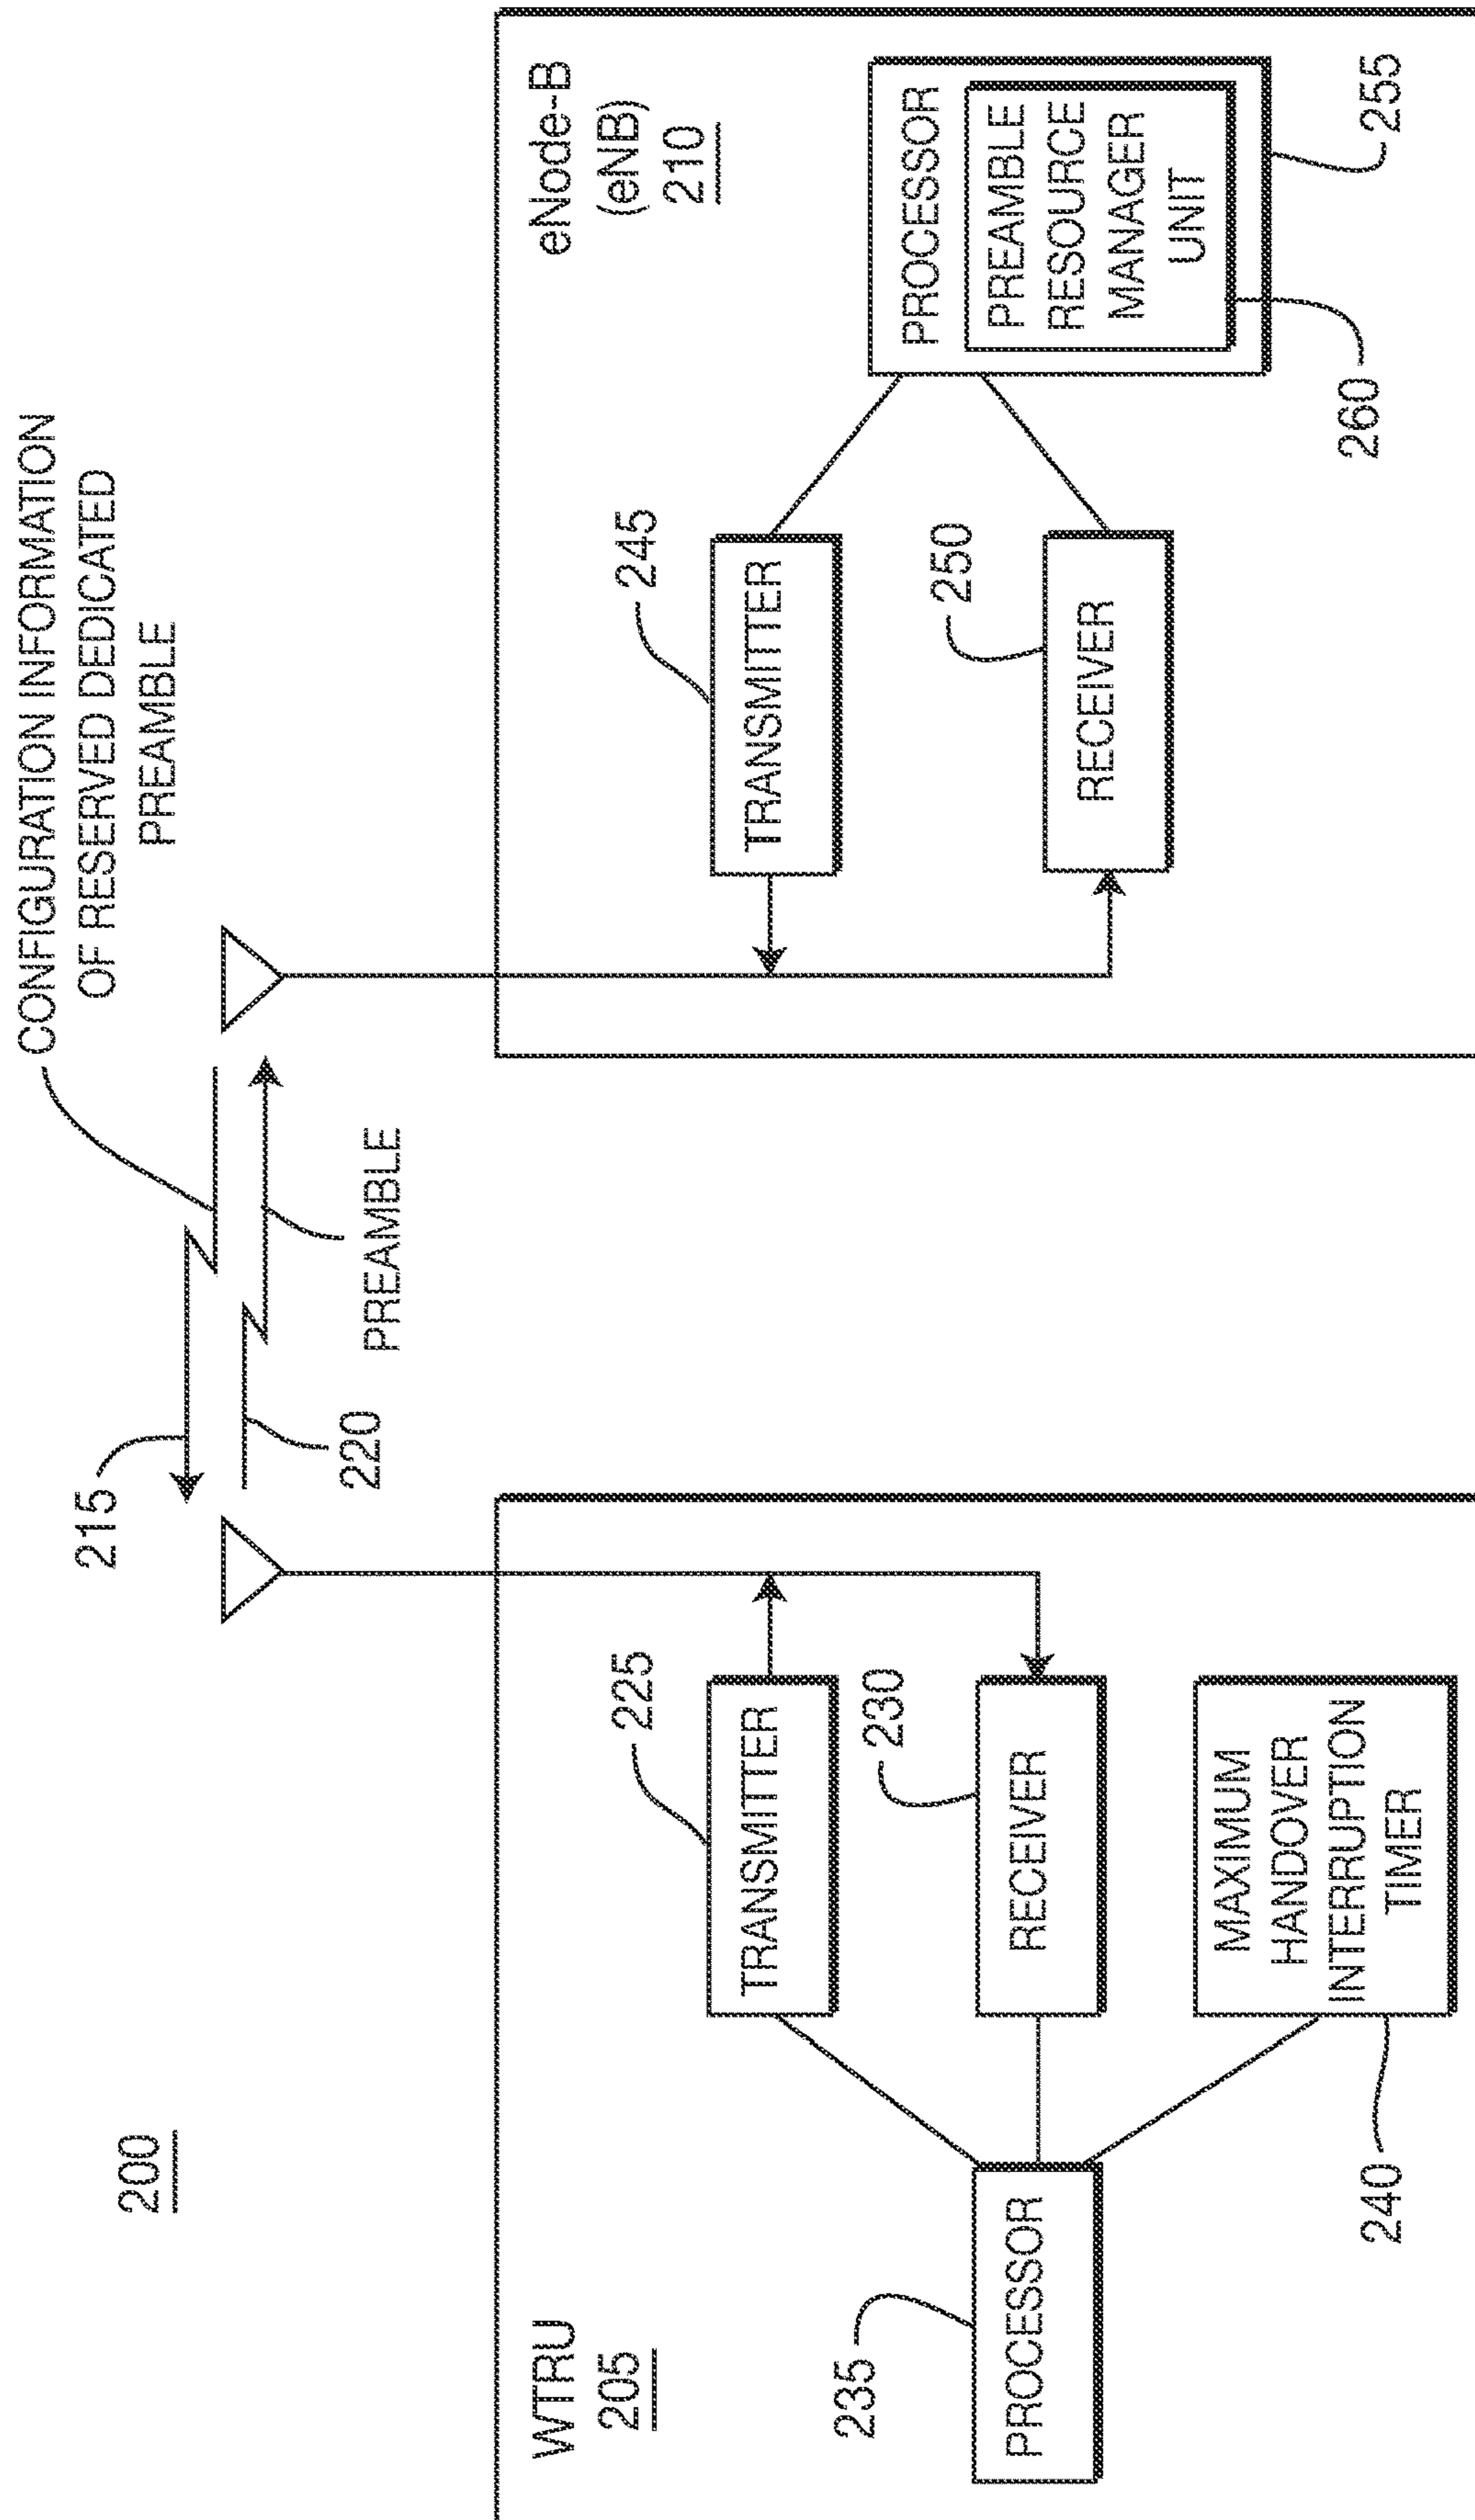 200
CONFIGURATION INFORMATION
OF RESERVED DEDICATED
PREAMBLE
215
220
PREAMBLE
WTRU
205
235
PROCESSOR
225
TRANSMITTER
230
RECEIVER
MAXIMUM
HANDOVER
INTERRUPTION
TIMER
240
eNode-B
(eNB)
210
245
TRANSMITTER
250
RECEIVER
PROCESSOR
PREAMBLE
RESOURCE
MANAGER
UNIT
260
255